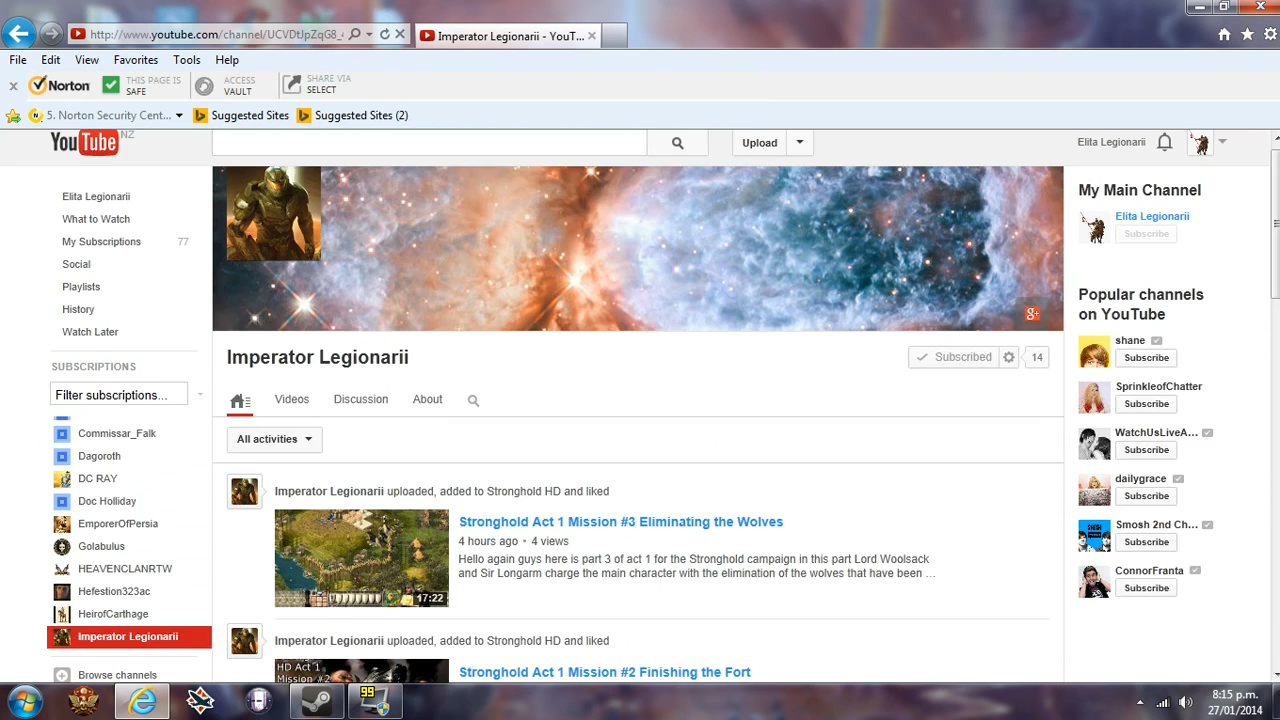 http://www.youtube.com/channel/UCVDtJpZqG8_
Imperator Legionarii - YouT...
File Edit View Favorites Tools Help
Norton
THIS PAGE IS
SAFE
ACCESS
VAULT
SHARE VIA
SELECT
5. Norton Security Cent...
Suggested Sites
Suggested Sites (2)
YouTube NZ
Upload
Elita Legionarii
Elita Legionarii
What to Watch
My Subscriptions 77
Social
Playlists
History
Watch Later
SUBSCRIPTIONS
Filter subscriptions...
Commissar_Falk
Dagoroth
DC RAY
Doc Holliday
EmporerOfPersia
Golabulus
HEAVENCLANRTW
Hefestion323ac
HeirofCarthage
Imperator Legionarii
Browse channels
g+
Imperator Legionarii
Subscribed 14
Videos Discussion About
All activities
Imperator Legionarii uploaded, added to Stronghold HD and liked
Stronghold Act 1 Mission #3 Eliminating the Wolves
4 hours ago • 4 views
Hello again guys here is part 3 of act 1 for the Stronghold campaign in this part Lord Woolsack
and Sir Longarm charge the main character with the elimination of the wolves that have been ...
17:22
Imperator Legionarii uploaded, added to Stronghold HD and liked
HD Act 1
Mission #2
Stronghold Act 1 Mission #2 Finishing the Fort
My Main Channel
Elita Legionarii
Subscribe
Popular channels
on YouTube
shane
Subscribe
SprinkleofChatter
Subscribe
WatchUsLiveA...
Subscribe
dailygrace
Subscribe
Smosh 2nd Ch...
Subscribe
ConnorFranta
Subscribe
99
8:15 p.m.
27/01/2014